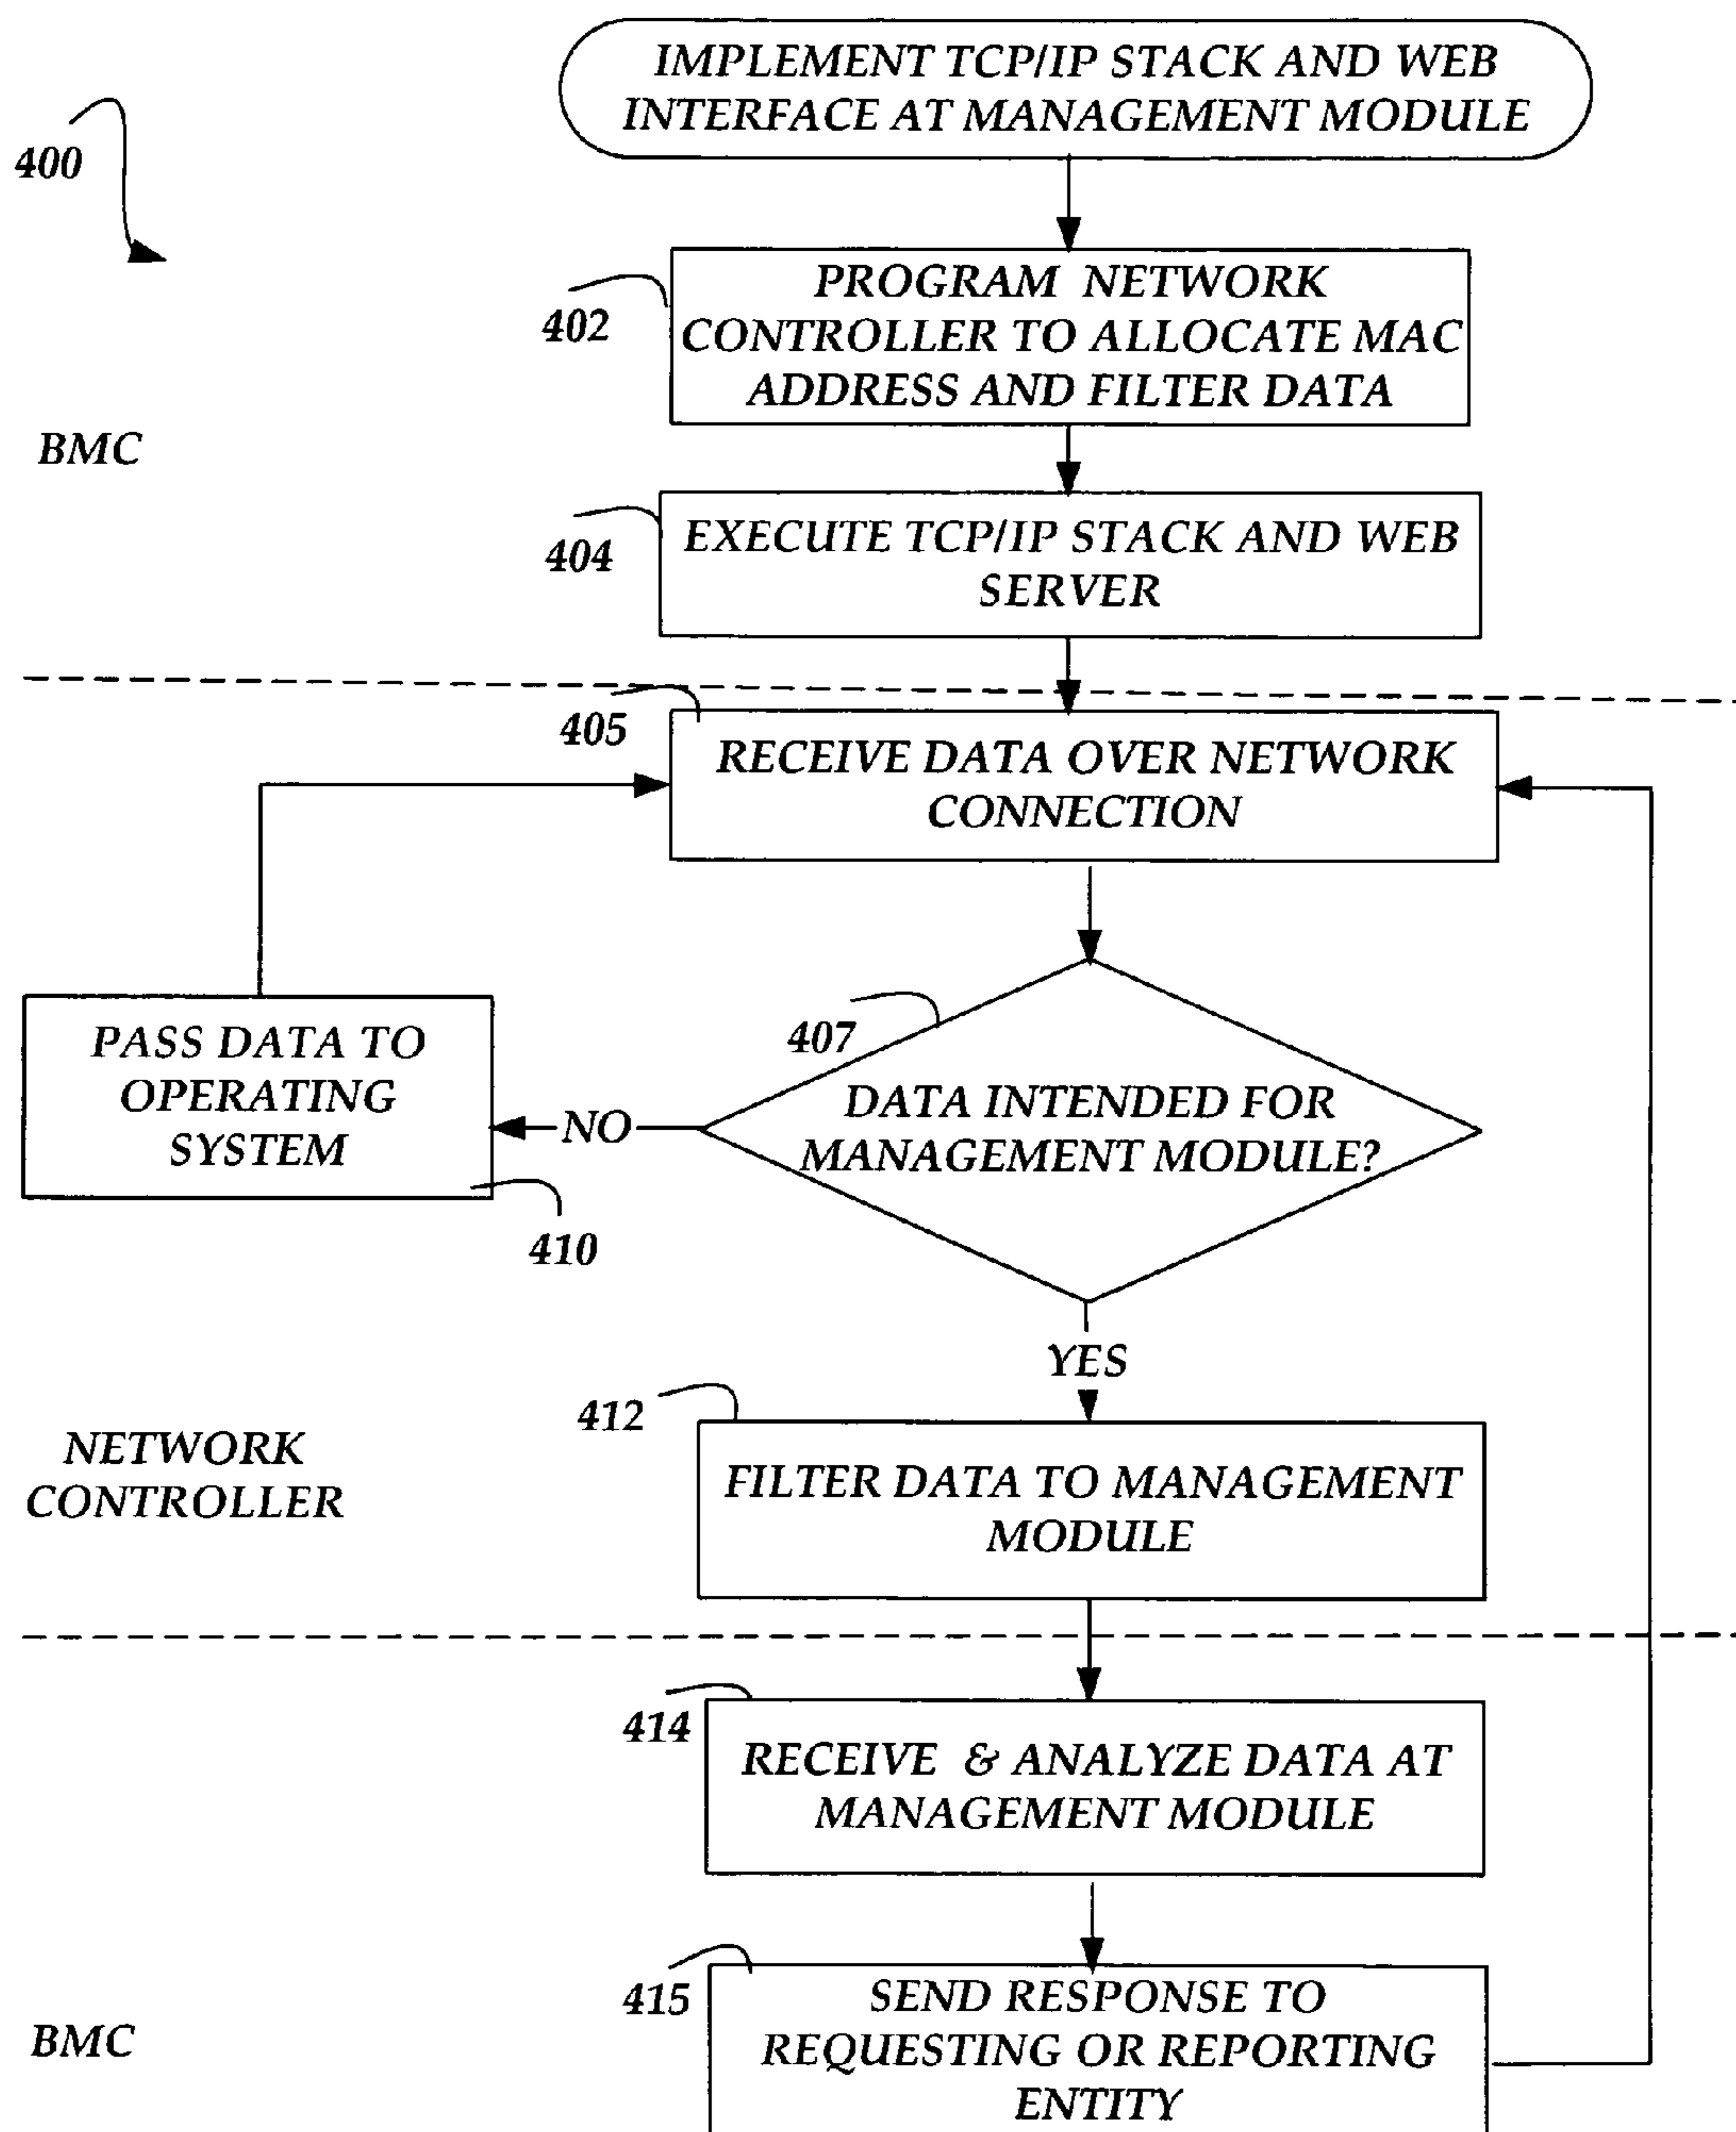 IMPLEMENT TCP/IP STACK AND WEB
INTERFACE AT MANAGEMENT MODULE
400
PROGRAM NETWORK
CONTROLLER TO ALLOCATE MAC
ADDRESS AND FILTER DATA
402
BMC
EXECUTE TCP/IP STACK AND WEB
SERVER
404
405
RECEIVE DATA OVER NETWORK
CONNECTION
407
DATA INTENDED FOR
MANAGEMENT MODULE?
NO
PASS DATA TO
OPERATING
SYSTEM
410
YES
412
FILTER DATA TO MANAGEMENT
MODULE
NETWORK
CONTROLLER
414
RECEIVE & ANALYZE DATA AT
MANAGEMENT MODULE
415
SEND RESPONSE TO
REQUESTING OR REPORTING
ENTITY
BMC